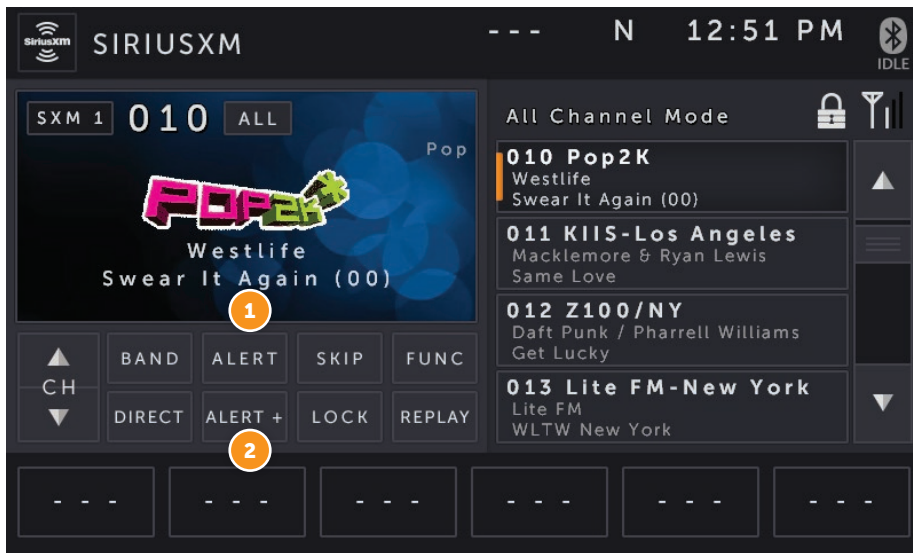 SIRIUSXM
SIRIUSXM
- - -
N
12:51 PM
IDLE
SXM 1
010
ALL
Pop
POP2K
Westlife
Swear It Again (00)
1
CH
BAND
ALERT
SKIP
FUNC
DIRECT
ALERT +
LOCK
REPLAY
2
All Channel Mode
010 Pop2K
Westlife
Swear It Again (00)
011 KIIS-Los Angeles
Macklemore & Ryan Lewis
Same Love
012 Z100/NY
Daft Punk / Pharrell Williams
Get Lucky
013 Lite FM-New York
Lite FM
WLTW New York
- - -
- - -
- - -
- - -
- - -
- - -